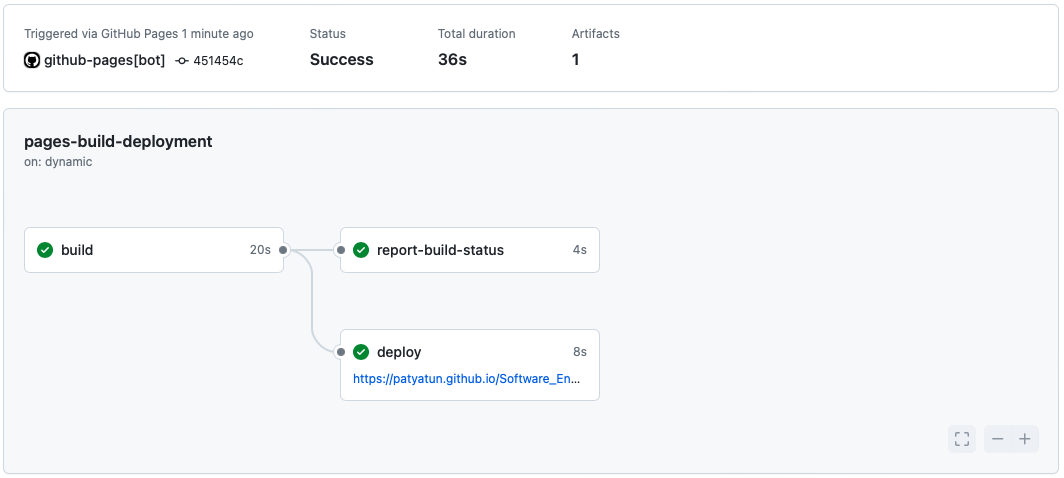 Triggered via GitHub Pages 1 minute ago
Status
Total duration
Artifacts
github-pages[bot] 451454c
Success
36s
1
pages-build-deployment
on: dynamic
build 20s
report-build-status 4s
deploy 8s
https://patyatun.github.io/Software_En...